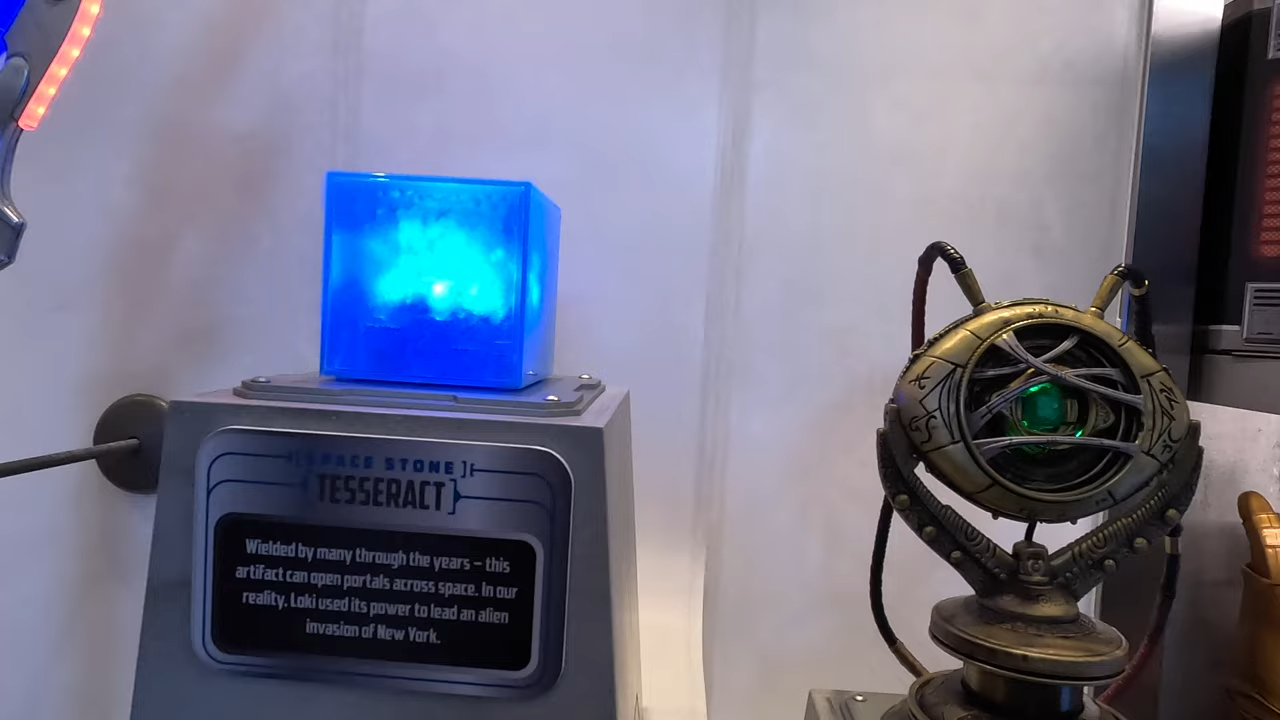 SPACE STONE
TESSERACT
Wielded by many through the years – this
artifact can open portals across space. In our
reality, Loki used its power to lead an alien
invasion of New York.